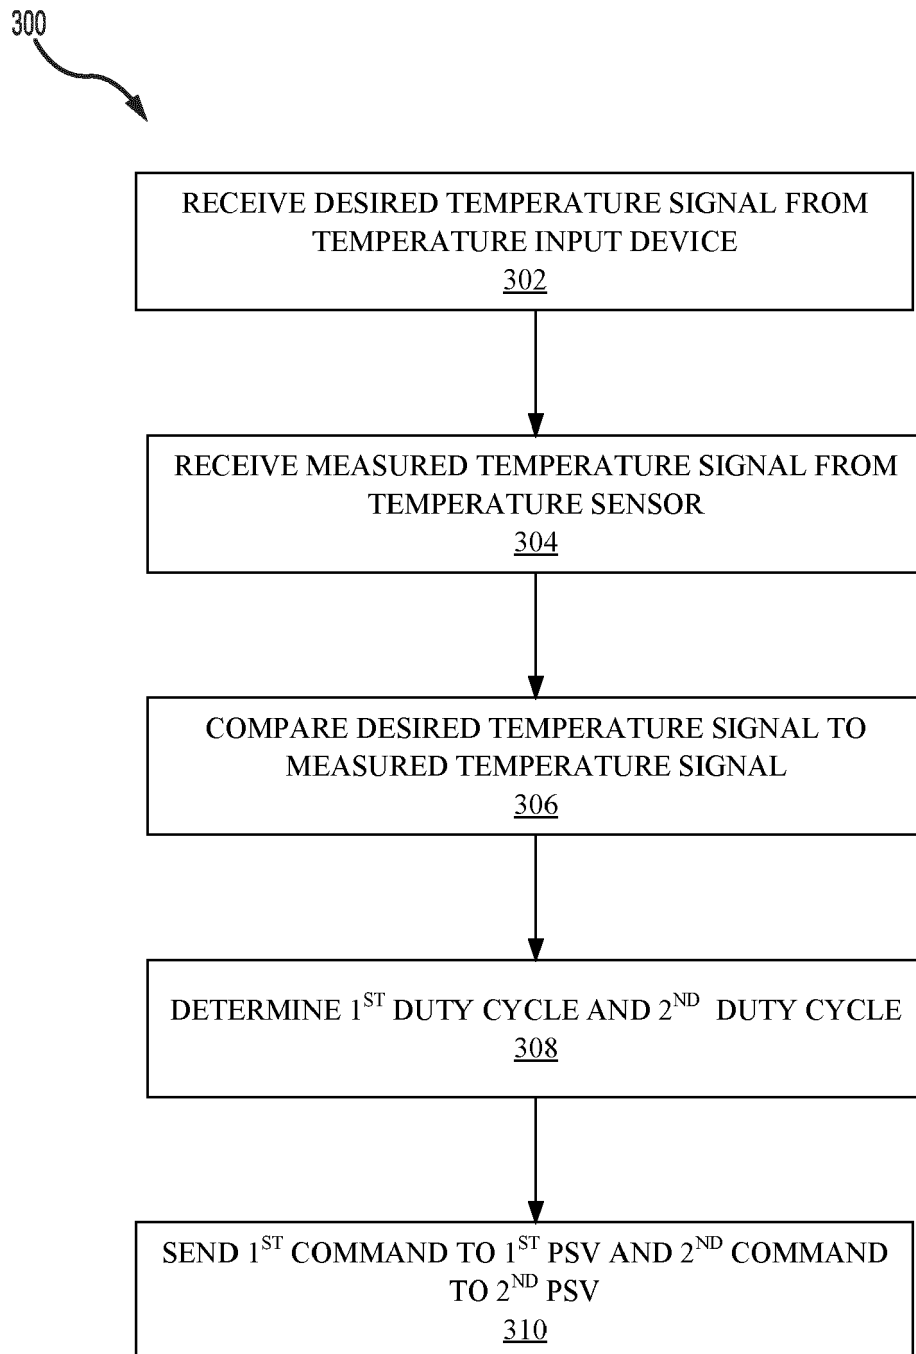 300
RECEIVE DESIRED TEMPERATURE SIGNAL FROM
TEMPERATURE INPUT DEVICE
302
RECEIVE MEASURED TEMPERATURE SIGNAL FROM
TEMPERATURE SENSOR
304
COMPARE DESIRED TEMPERATURE SIGNAL TO
MEASURED TEMPERATURE SIGNAL
306
DETERMINE 1ST DUTY CYCLE AND 2ND DUTY CYCLE
308
SEND 1ST COMMAND TO 1ST PSV AND 2ND COMMAND
TO 2ND PSV
310